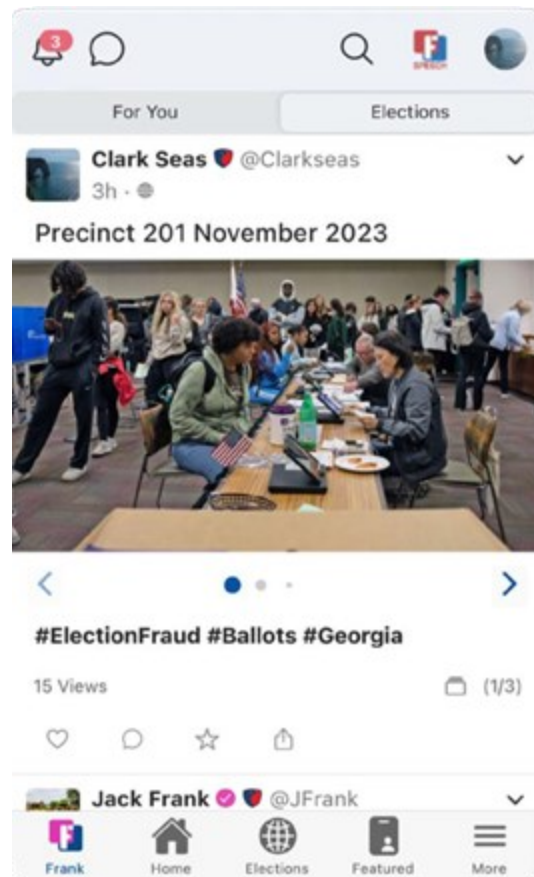 3
SPEECH
For You Elections
Clark Seas @Clarkseas
3h ·
Precinct 201 November 2023
#ElectionFraud #Ballots #Georgia
15 Views (1/3)
Jack Frank @JFrank
Frank Home Elections Featured More